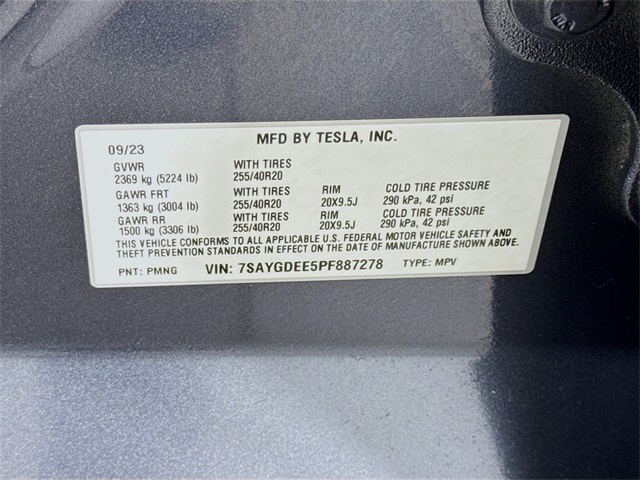 MFD BY TESLA, INC.
09/23
GVWR WITH TIRES
2369 kg (5224 lb) 255/40R20
GAWR FRT WITH TIRES RIM COLD TIRE PRESSURE
1363 kg (3004 lb) 255/40R20 20X9.5J 290 kPa, 42 psi
GAWR RR WITH TIRES RIM COLD TIRE PRESSURE
1500 kg (3306 lb) 255/40R20 20X9.5J 290 kPa, 42 psi
THIS VEHICLE CONFORMS TO ALL APPLICABLE U.S. FEDERAL MOTOR VEHICLE SAFETY AND
THEFT PREVENTION STANDARDS IN EFFECT ON THE DATE OF MANUFACTURE SHOWN ABOVE.
PNT: PMNG VIN: 7SAYGDEE5PF887278 TYPE: MPV